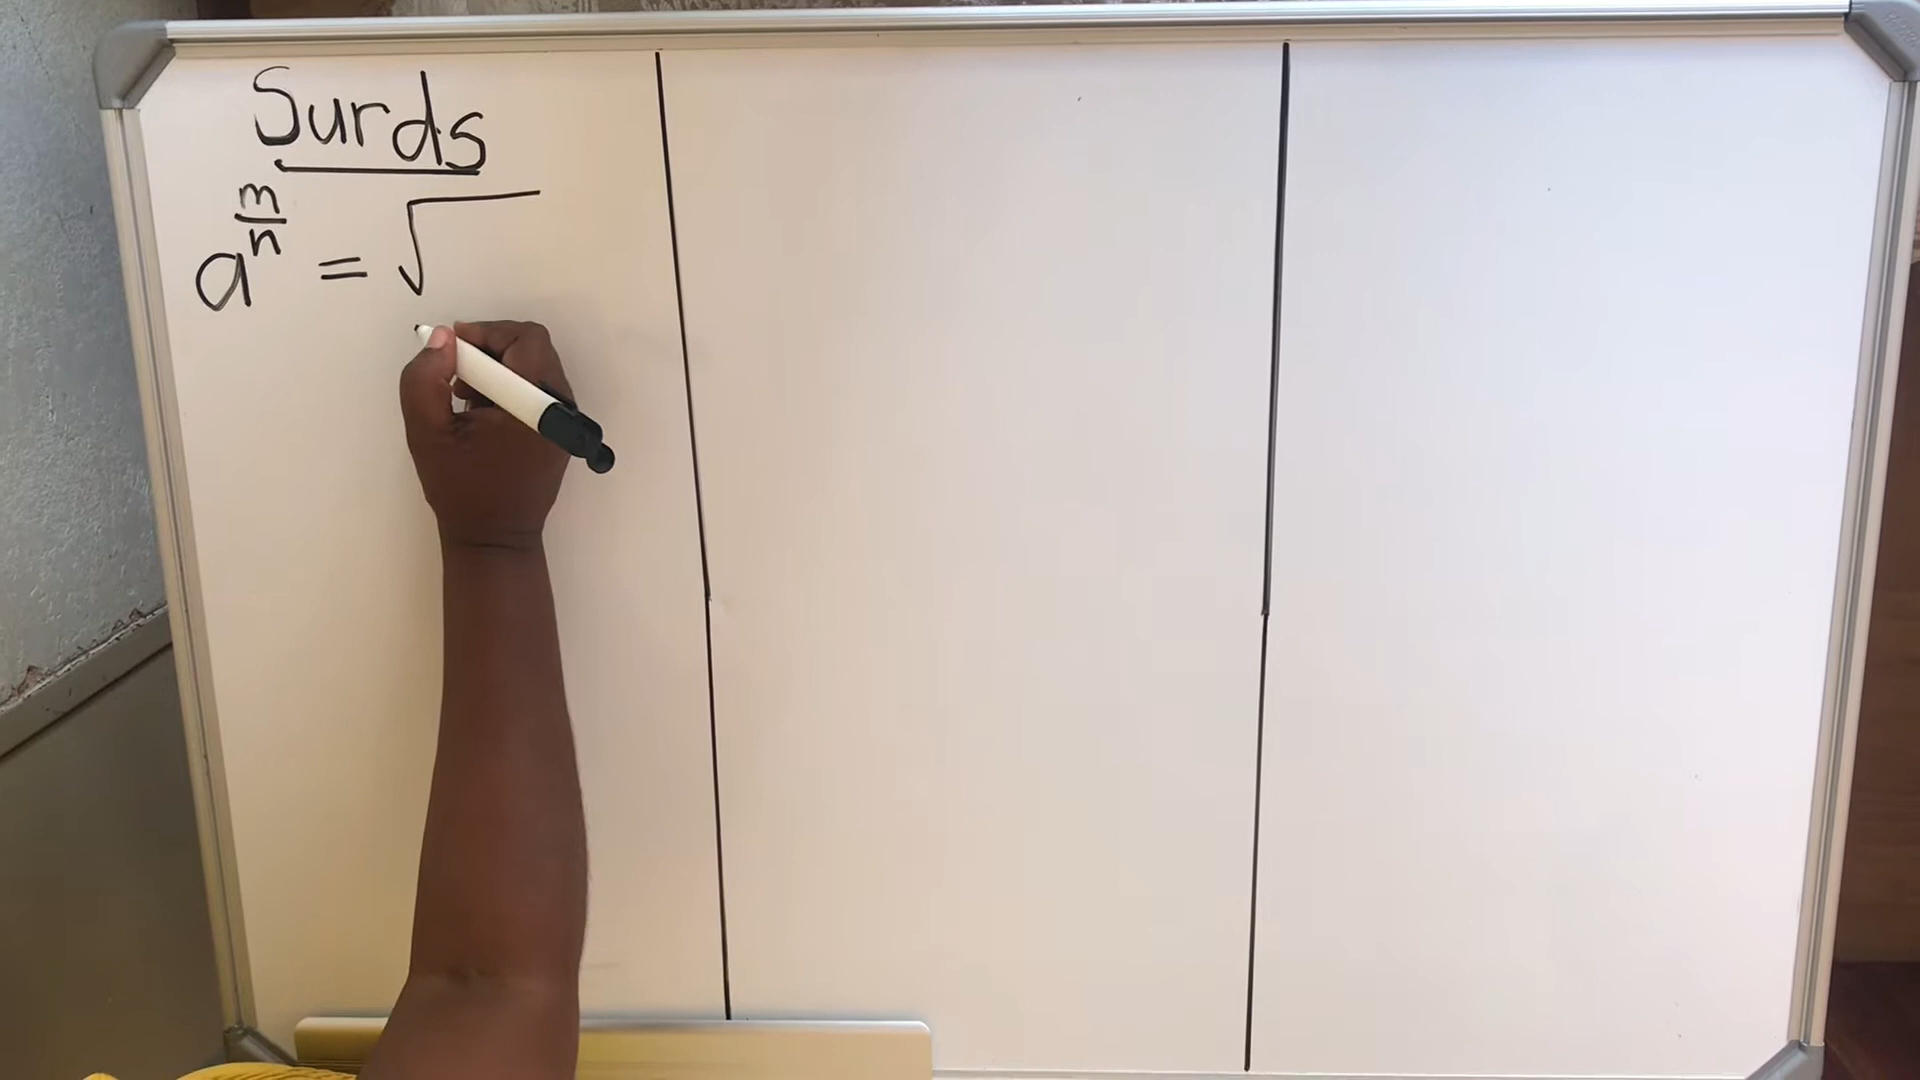 Surds
a^(m/n) = √